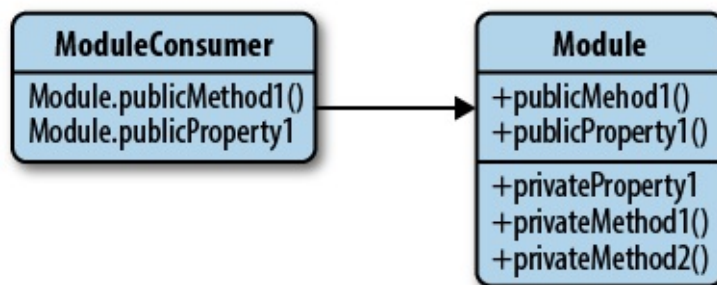 ModuleConsumer
Module.publicMethod1()
Module.publicProperty1
Module
+publicMehod1()
+publicProperty1()
+privateProperty1
+privateMethod1()
+privateMethod2()